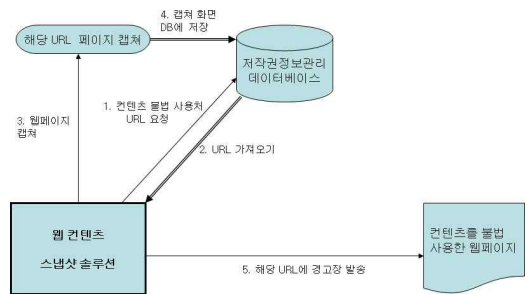 해당 URL 페이지 캡쳐
4. 캡쳐 화면
DB에 저장
저작권정보관리
데이터베이스
1. 컨텐츠 불법 사용처
URL 요청
3. 웹페이지
캡쳐
2. URL 가져오기
웹 컨텐츠
스냅샷 솔루션
컨텐츠를 불법
사용한 웹페이지
5. 해당 URL에 경고장 발송